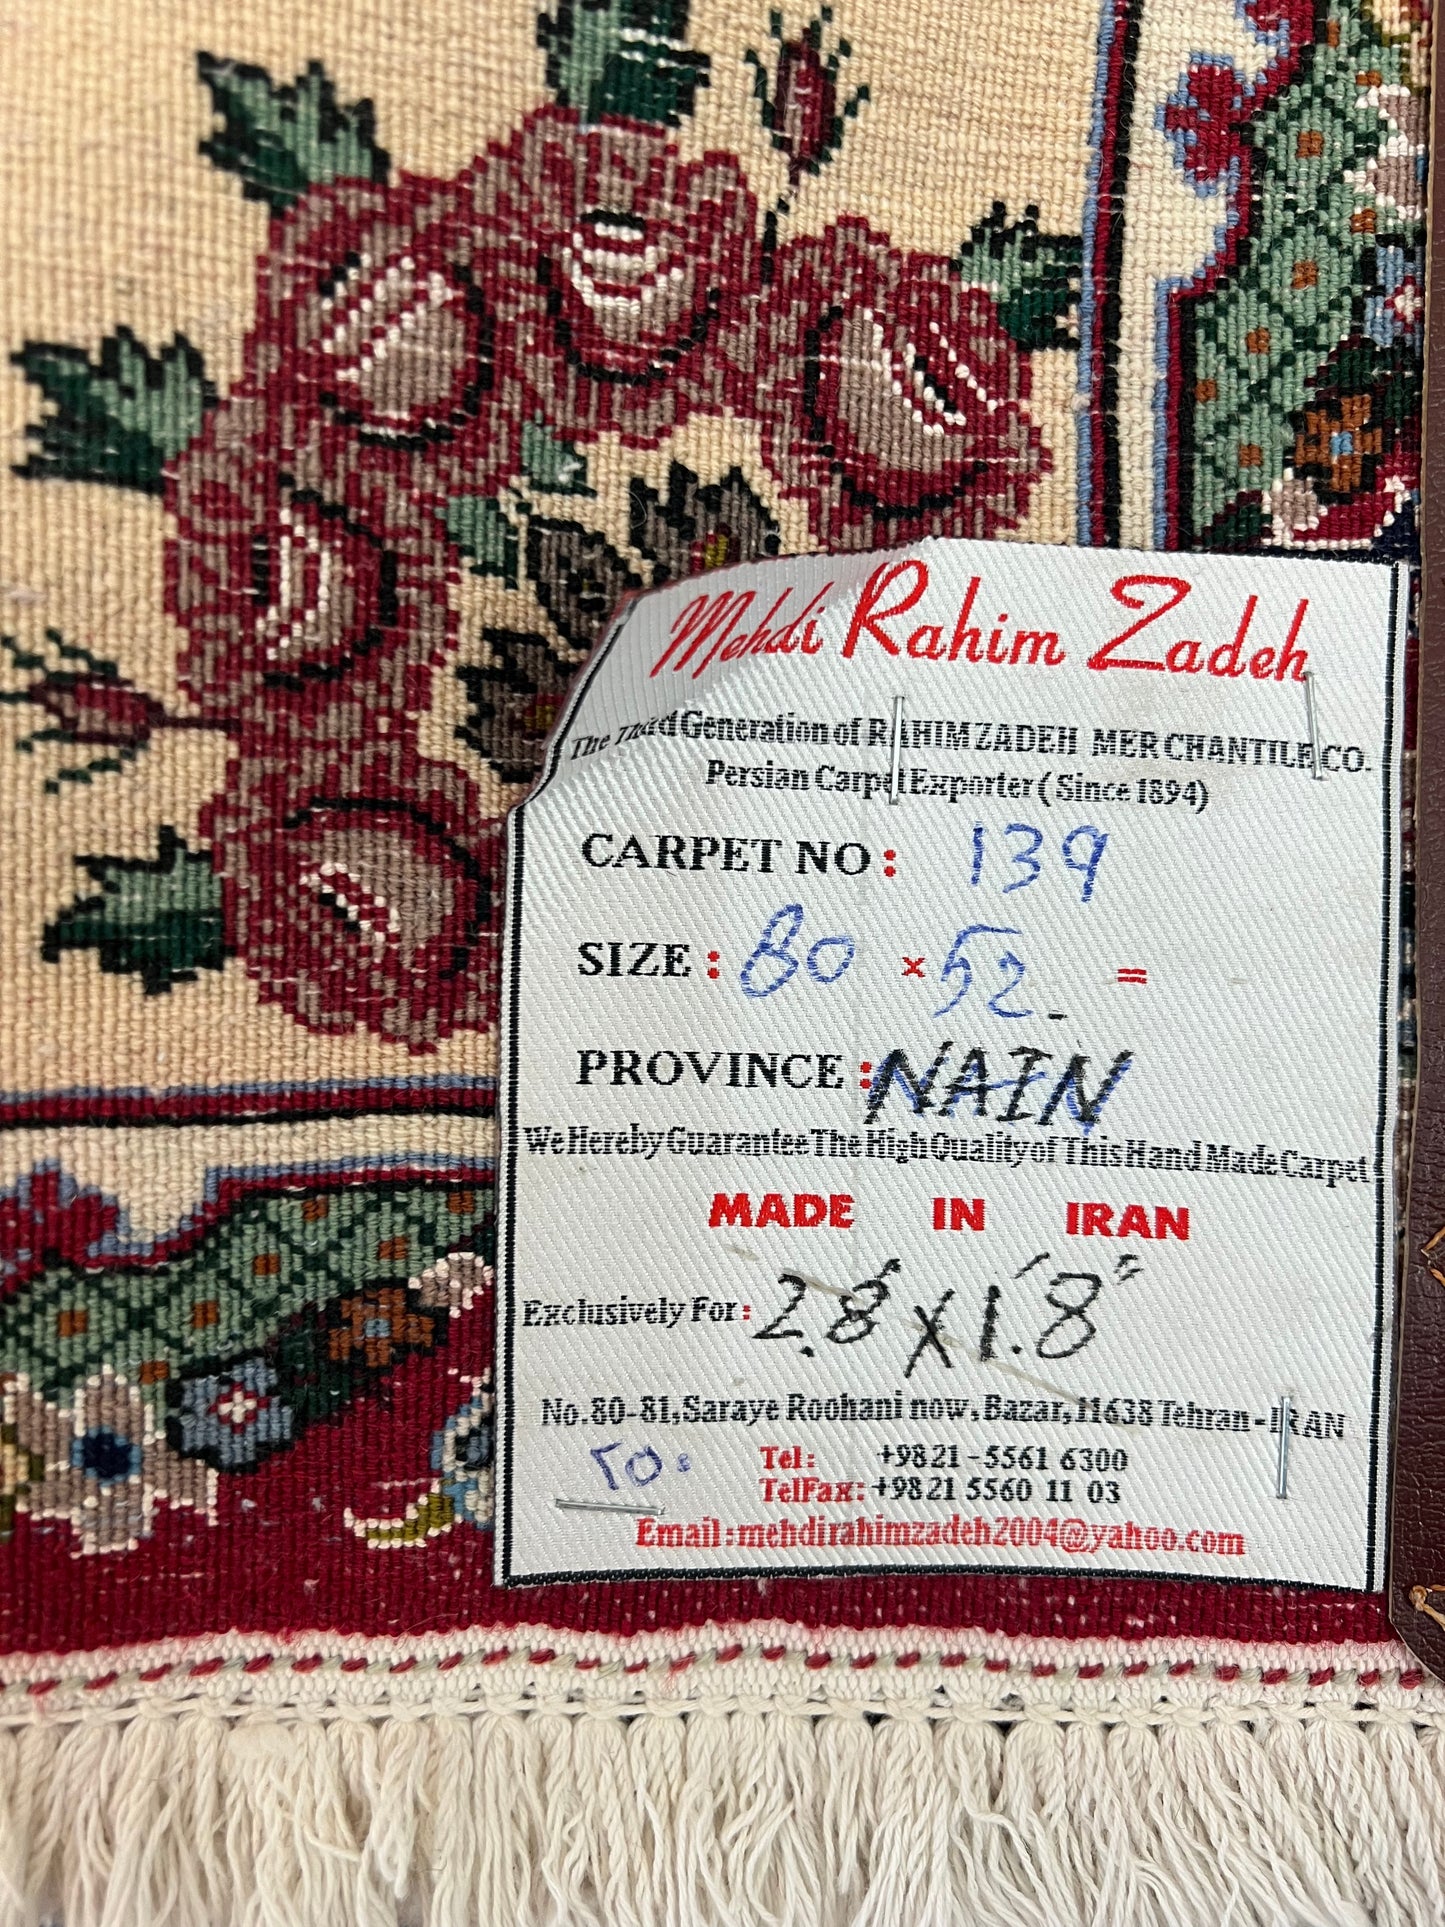 Mehdi Rahim Zadeh
The Third Generation of RAHIMZADEH MERCHANTILE CO.
Persian Carpet Exporter ( Since 1894)
CARPET NO : 139
SIZE : 80 × 52 =
PROVINCE : NAIN
We Hereby Guarantee The High Quality of This Hand Made Carpet
MADE IN IRAN
Exclusively For: 2.8' x 1'.8"
No. 80-81, Saraye Roohani now, Bazar, 11638 Tehran - IRAN
Tel: +98 21 - 5561 6300
TelFax: +98 21 5560 11 03
Email : mehdirahimzadeh2004@yahoo.com